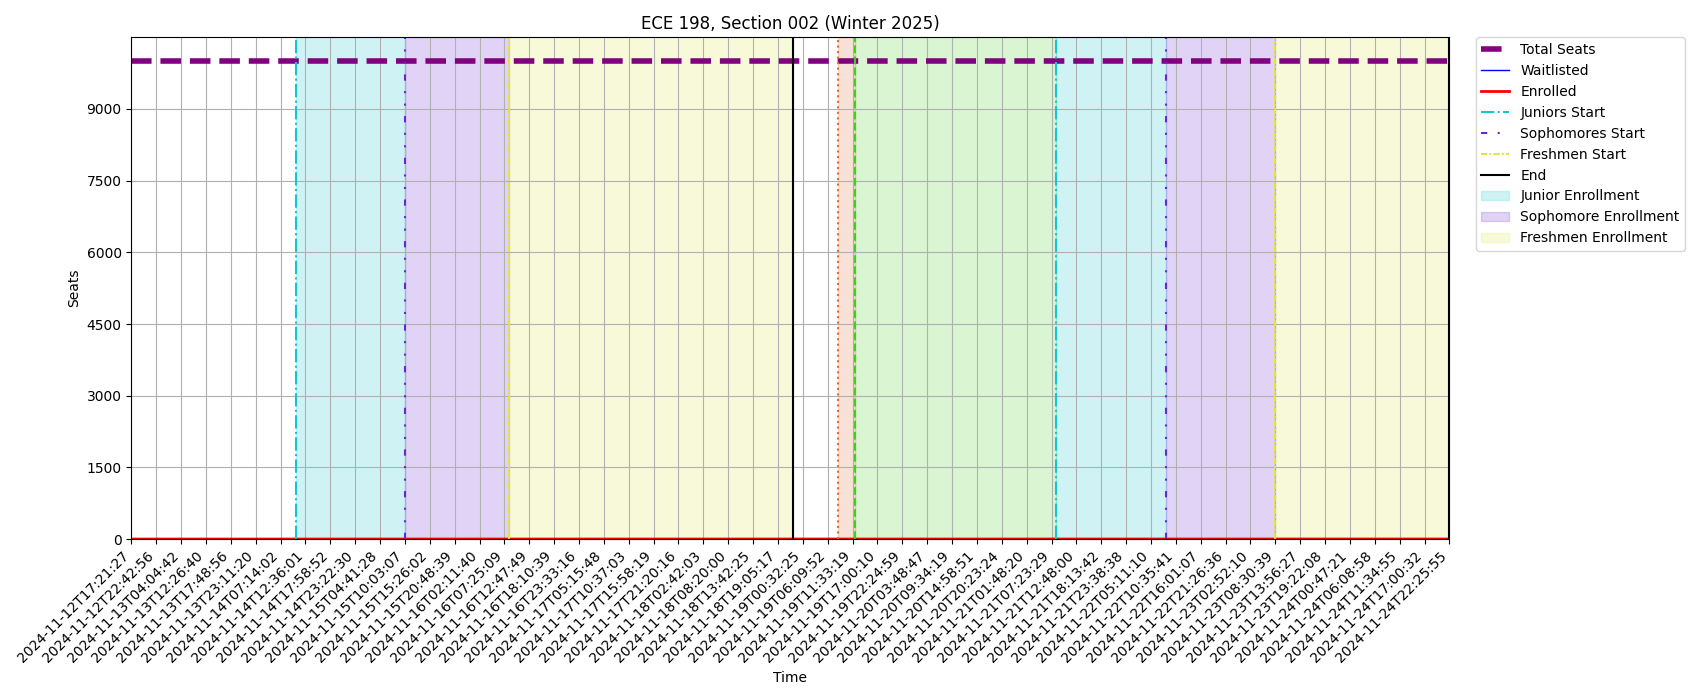 ECE 198, Section 002 (Winter 2025)
Seats
9000
7500
6000
4500
3000
1500
0
2024-11-12T17:21:27
2024-11-12T22:42:56
2024-11-13T04:04:42
2024-11-13T12:26:40
2024-11-13T17:48:56
2024-11-13T23:11:20
2024-11-14T07:14:02
2024-11-14T12:36:01
2024-11-14T17:58:52
2024-11-14T23:22:30
2024-11-15T04:41:28
2024-11-15T10:03:07
2024-11-15T15:26:02
2024-11-15T20:48:39
2024-11-16T02:11:40
2024-11-16T07:25:09
2024-11-16T12:47:49
2024-11-16T18:10:39
2024-11-16T23:33:16
2024-11-17T05:15:48
2024-11-17T10:37:03
2024-11-17T15:58:19
2024-11-17T21:20:16
2024-11-18T02:42:03
2024-11-18T08:20:00
2024-11-18T13:42:25
2024-11-18T19:05:17
2024-11-19T00:32:25
2024-11-19T06:09:52
2024-11-19T11:33:19
2024-11-19T17:00:10
2024-11-19T22:24:59
2024-11-20T03:48:47
2024-11-20T09:34:19
2024-11-20T14:58:51
2024-11-20T20:23:24
2024-11-21T01:48:20
2024-11-21T07:23:29
2024-11-21T12:48:00
2024-11-21T18:13:42
2024-11-21T23:38:38
2024-11-22T05:11:10
2024-11-22T10:35:41
2024-11-22T16:01:07
2024-11-22T21:26:36
2024-11-23T02:52:10
2024-11-23T08:30:39
2024-11-23T13:56:27
2024-11-23T19:22:08
2024-11-24T00:47:21
2024-11-24T06:08:58
2024-11-24T11:34:55
2024-11-24T17:00:32
2024-11-24T22:25:55
Time
Total Seats
Waitlisted
Enrolled
Juniors Start
Sophomores Start
Freshmen Start
End
Junior Enrollment
Sophomore Enrollment
Freshmen Enrollment